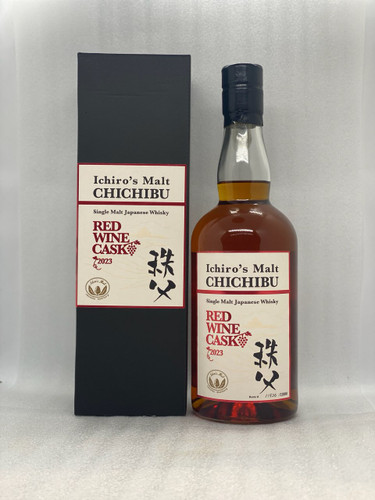 Ichiro's Malt
CHICHIBU
Single Malt Japanese Whisky
RED
WINE
CASK
2023
秩父
Ichiro's Malt
CHICHIBU
Single Malt Japanese Whisky
RED
WINE
CASK
2023
秩父